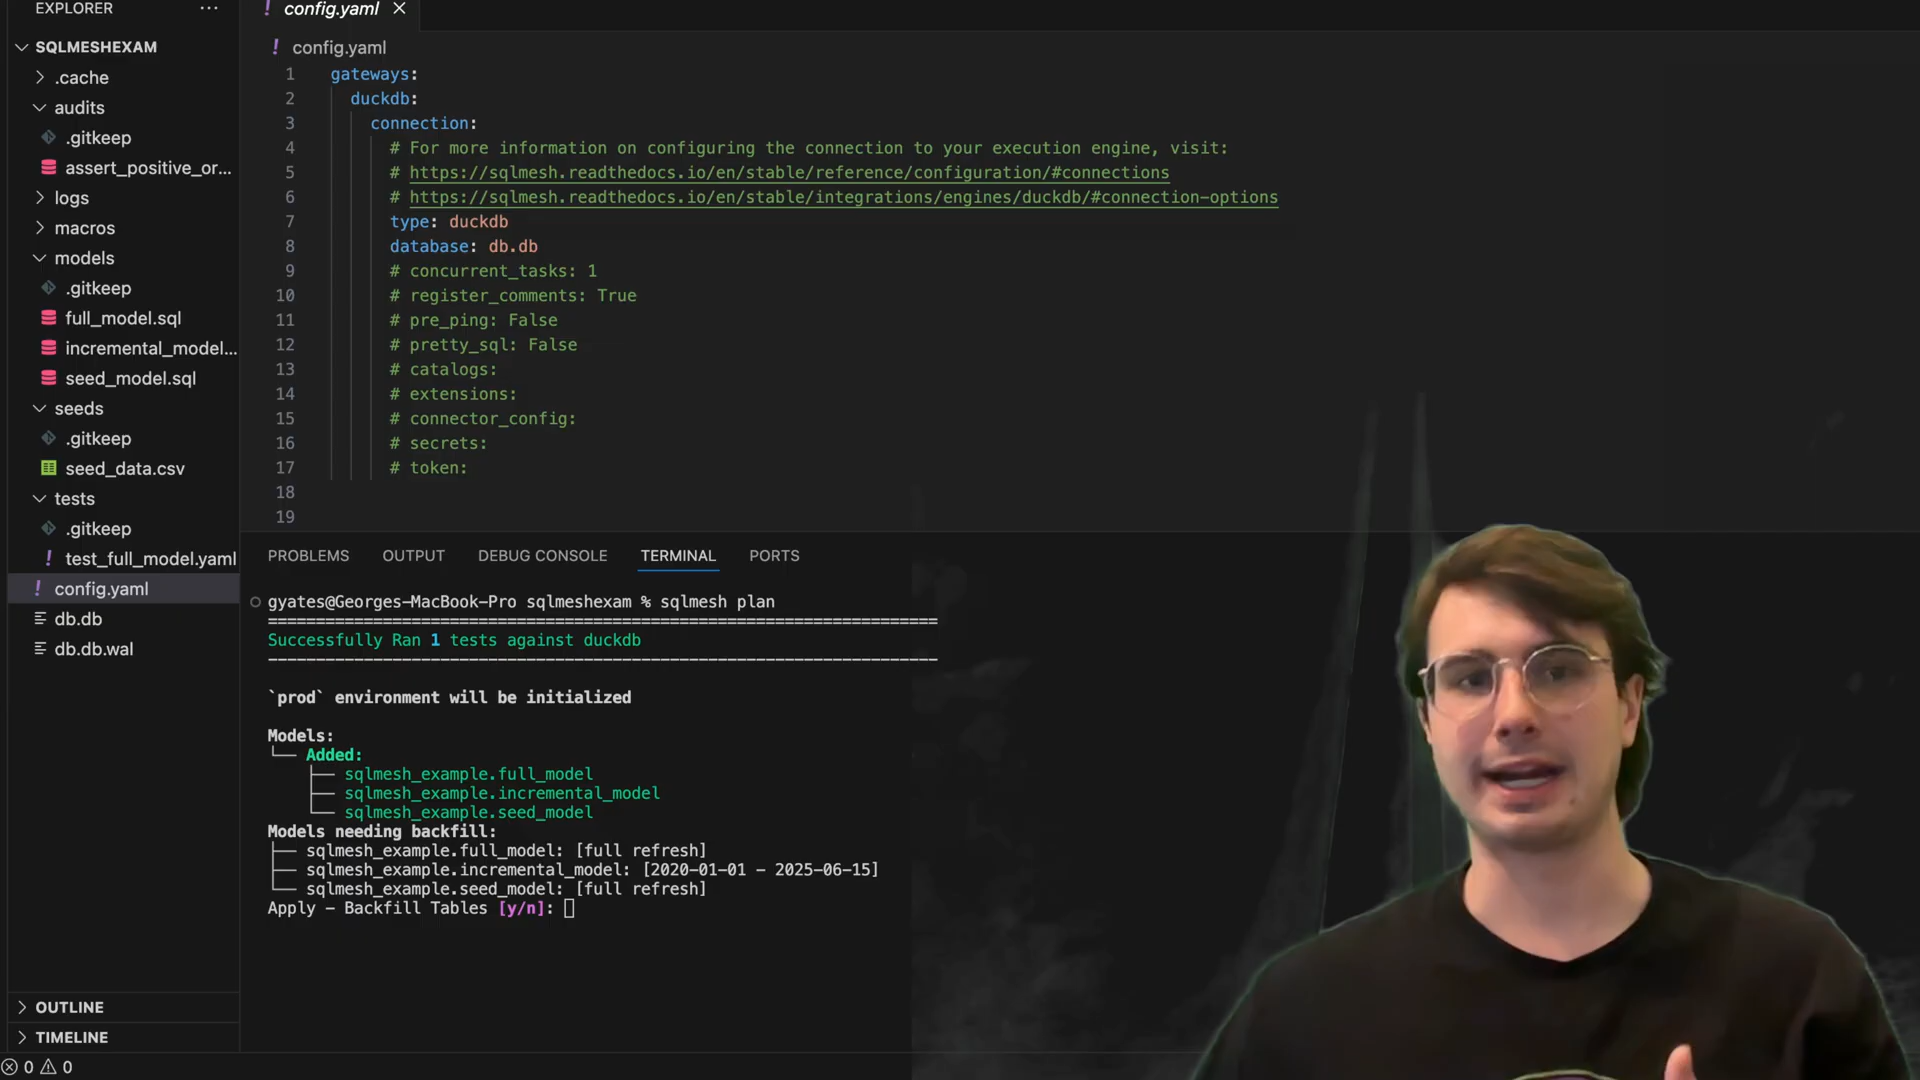 EXPLORER
···
SQLMESHEXAM
.cache
audits
.gitkeep
assert_positive_or...
logs
macros
models
.gitkeep
full_model.sql
incremental_model...
seed_model.sql
seeds
.gitkeep
seed_data.csv
tests
.gitkeep
! test_full_model.yaml
! config.yaml
db.db
db.db.wal
OUTLINE
TIMELINE
0 0
! config.yaml ×
! config.yaml
1 gateways:
2 duckdb:
3 connection:
4 # For more information on configuring the connection to your execution engine, visit:
5 # https://sqlmesh.readthedocs.io/en/stable/reference/configuration/#connections
6 # https://sqlmesh.readthedocs.io/en/stable/integrations/engines/duckdb/#connection-options
7 type: duckdb
8 database: db.db
9 # concurrent_tasks: 1
10 # register_comments: True
11 # pre_ping: False
12 # pretty_sql: False
13 # catalogs:
14 # extensions:
15 # connector_config:
16 # secrets:
17 # token:
18
19
PROBLEMS OUTPUT DEBUG CONSOLE TERMINAL PORTS
gyates@Georges-MacBook-Pro sqlmeshexam % sqlmesh plan
======================================================================
Successfully Ran 1 tests against duckdb
----------------------------------------------------------------------
`prod` environment will be initialized
Models:
└── Added:
├── sqlmesh_example.full_model
├── sqlmesh_example.incremental_model
└── sqlmesh_example.seed_model
Models needing backfill:
├── sqlmesh_example.full_model: [full refresh]
├── sqlmesh_example.incremental_model: [2020-01-01 - 2025-06-15]
└── sqlmesh_example.seed_model: [full refresh]
Apply - Backfill Tables [y/n]: